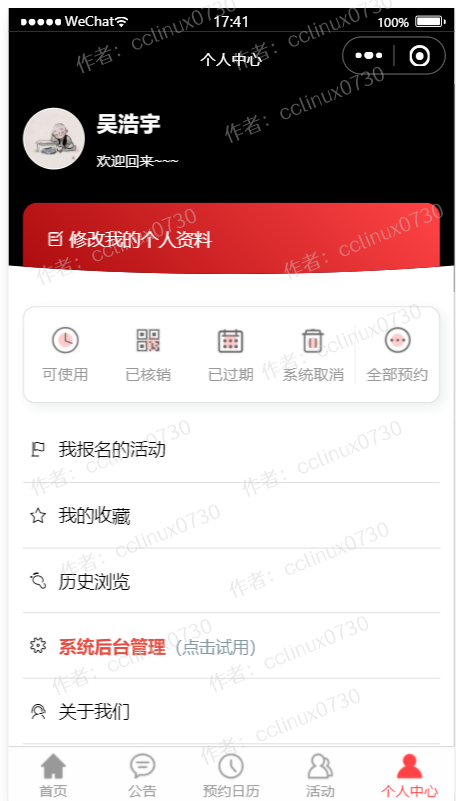 WeChat 17:41 100%
个人中心
吴浩宇
欢迎回来~~~
修改我的个人资料
可使用 已核销 已过期 系统取消 全部预约
我报名的活动
我的收藏
历史浏览
系统后台管理（点击试用）
关于我们
首页 公告 预约日历 活动 个人中心
作者：cclinux0730
作者：cclinux0730
作者：cclinux0730
作者：cclinux0730
作者：cclinux0730
作者：cclinux0730
作者：cclinux0730
作者：cclinux0730
作者：cclinux0730
作者：cclinux0730
作者：cclinux0730
作者：cclinux0730
作者：cclinux0730